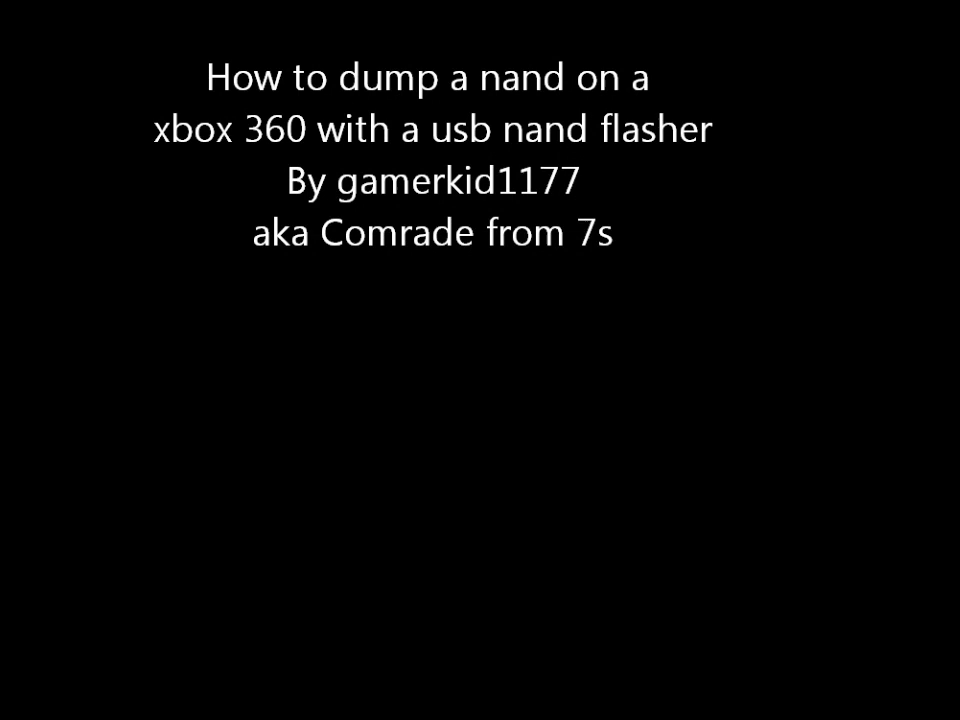 How to dump a nand on a
xbox 360 with a usb nand flasher
By gamerkid1177
aka Comrade from 7s